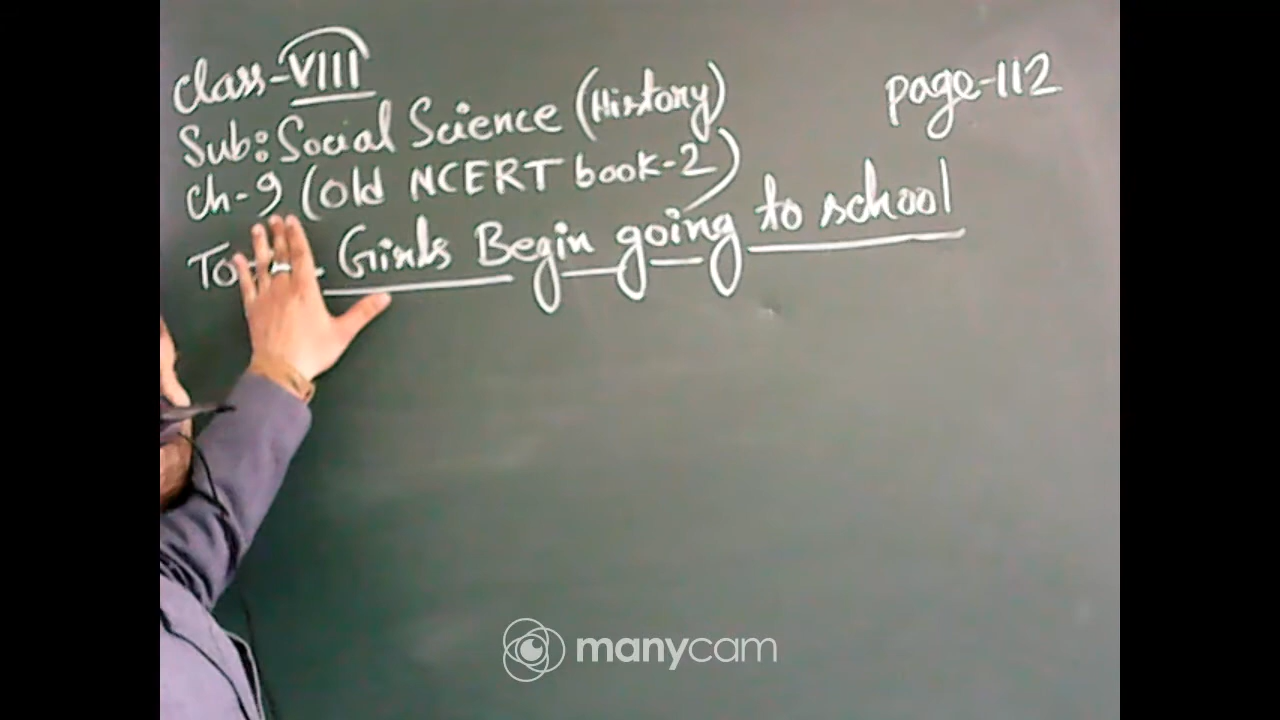 Class-VIII
Sub: Social Science (History)
page-112
Ch-9 (Old NCERT book-2)
Girls Begin going to school
manycam